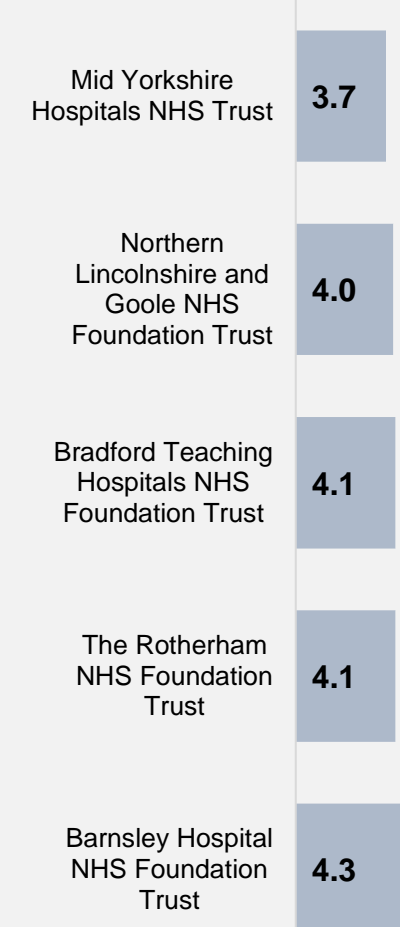 Mid Yorkshire
Hospitals NHS Trust
3.7
Northern
Lincolnshire and
Goole NHS
Foundation Trust
4.0
Bradford Teaching
Hospitals NHS
Foundation Trust
4.1
The Rotherham
NHS Foundation
Trust
4.1
Barnsley Hospital
NHS Foundation
Trust
4.3